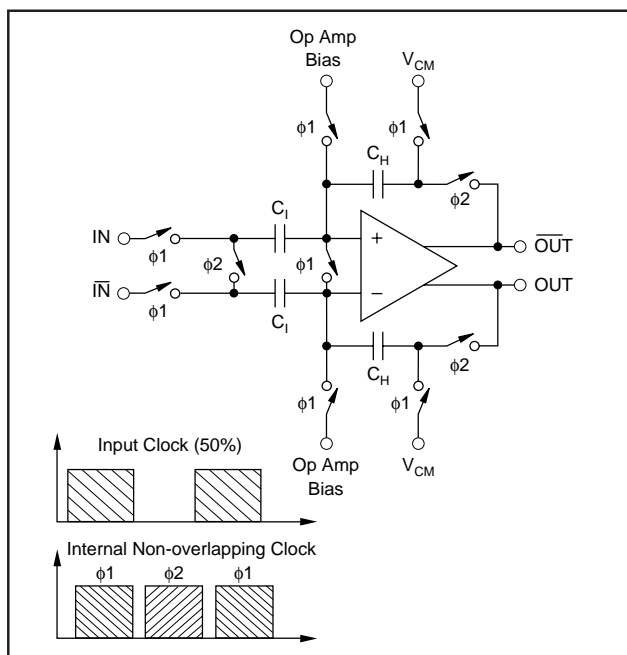 Op Amp
Bias
V_CM
ϕ1
ϕ1
C_H
ϕ2
C_I
IN
ϕ1
ϕ2
ϕ1
+
O̅U̅T̅
I̅N̅
ϕ1
C_I
−
OUT
C_H
ϕ2
ϕ1
ϕ1
Op Amp
Bias
V_CM
Input Clock (50%)
Internal Non-overlapping Clock
ϕ1 ϕ2 ϕ1